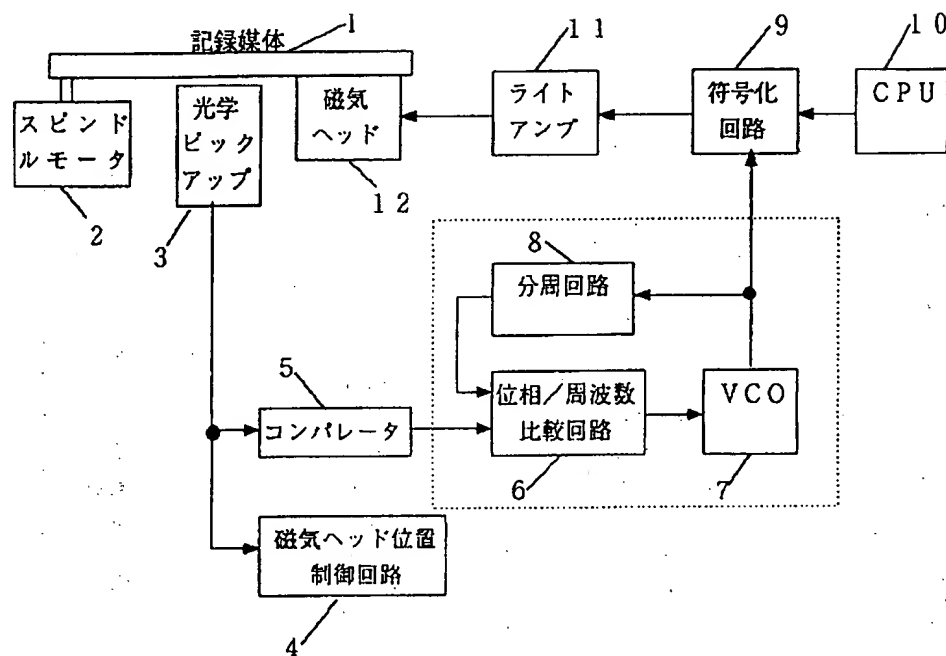 記録媒体
1
スピンド
ルモータ
2
光学
ピック
アップ
3
磁気
ヘッド
12
ライト
アンプ
11
符号化
回路
9
CPU
10
分周回路
8
コンパレータ
5
位相／周波数
比較回路
6
VCO
7
磁気ヘッド位置
制御回路
4